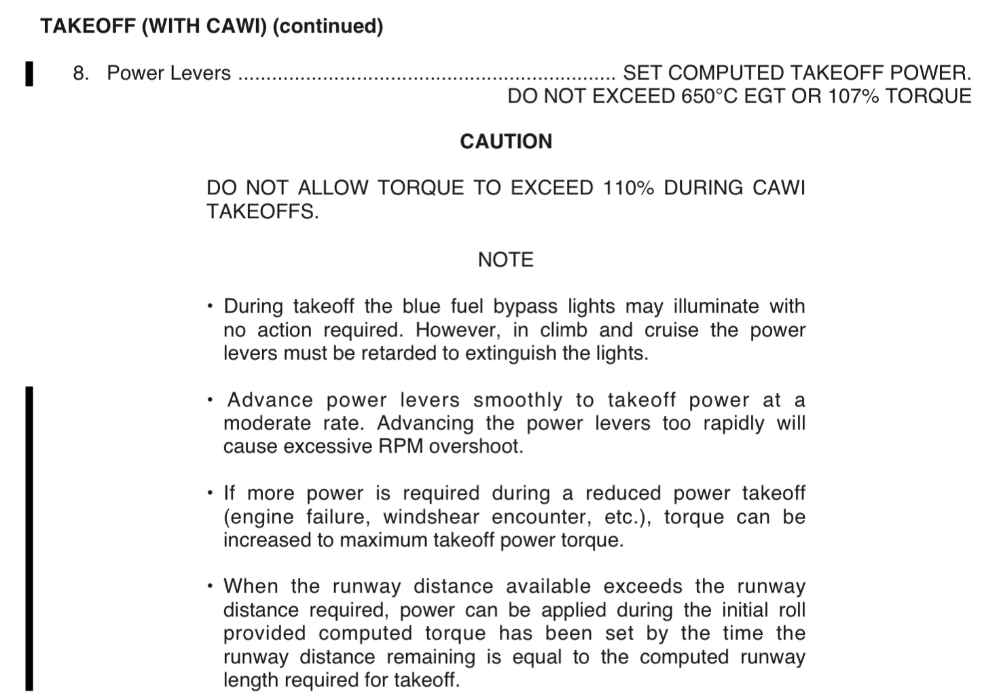 TAKEOFF (WITH CAWI) (continued)
8. Power Levers .................................................................... SET COMPUTED TAKEOFF POWER.
DO NOT EXCEED 650°C EGT OR 107% TORQUE
CAUTION
DO NOT ALLOW TORQUE TO EXCEED 110% DURING CAWI
TAKEOFFS.
NOTE
• During takeoff the blue fuel bypass lights may illuminate with
no action required. However, in climb and cruise the power
levers must be retarded to extinguish the lights.
• Advance power levers smoothly to takeoff power at a
moderate rate. Advancing the power levers too rapidly will
cause excessive RPM overshoot.
• If more power is required during a reduced power takeoff
(engine failure, windshear encounter, etc.), torque can be
increased to maximum takeoff power torque.
• When the runway distance available exceeds the runway
distance required, power can be applied during the initial roll
provided computed torque has been set by the time the
runway distance remaining is equal to the computed runway
length required for takeoff.